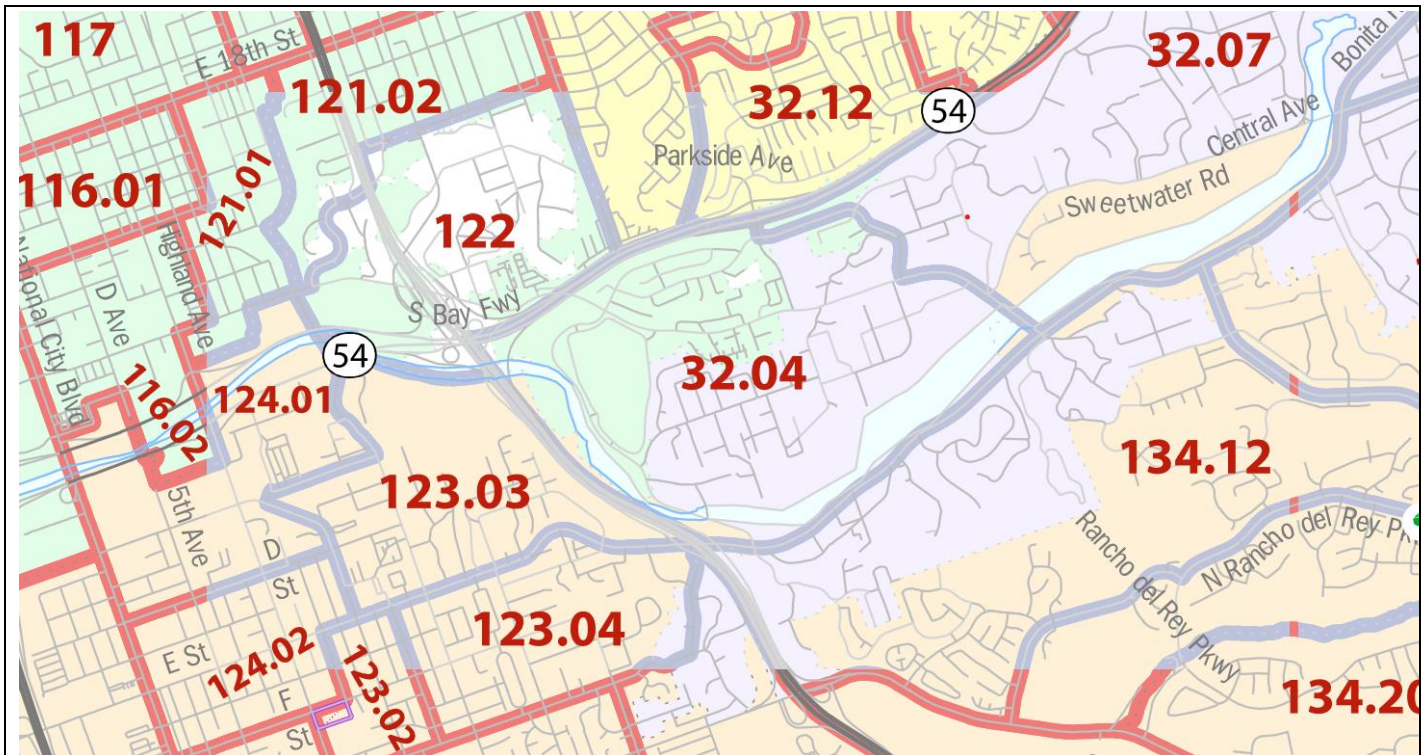 117
E 18th St
121.02
32.12
54
32.07
Bonita
Parkside Ave
Central Ave
116.01
121.01
122
Sweetwater Rd
National City Blvd
D Ave
Highland Ave
S Bay Fwy
54
116.02
124.01
32.04
123.03
134.12
5th Ave
D St
Rancho del Rey Pkwy
N Rancho del Rey
E St
124.02
123.02
123.04
F St
134.20